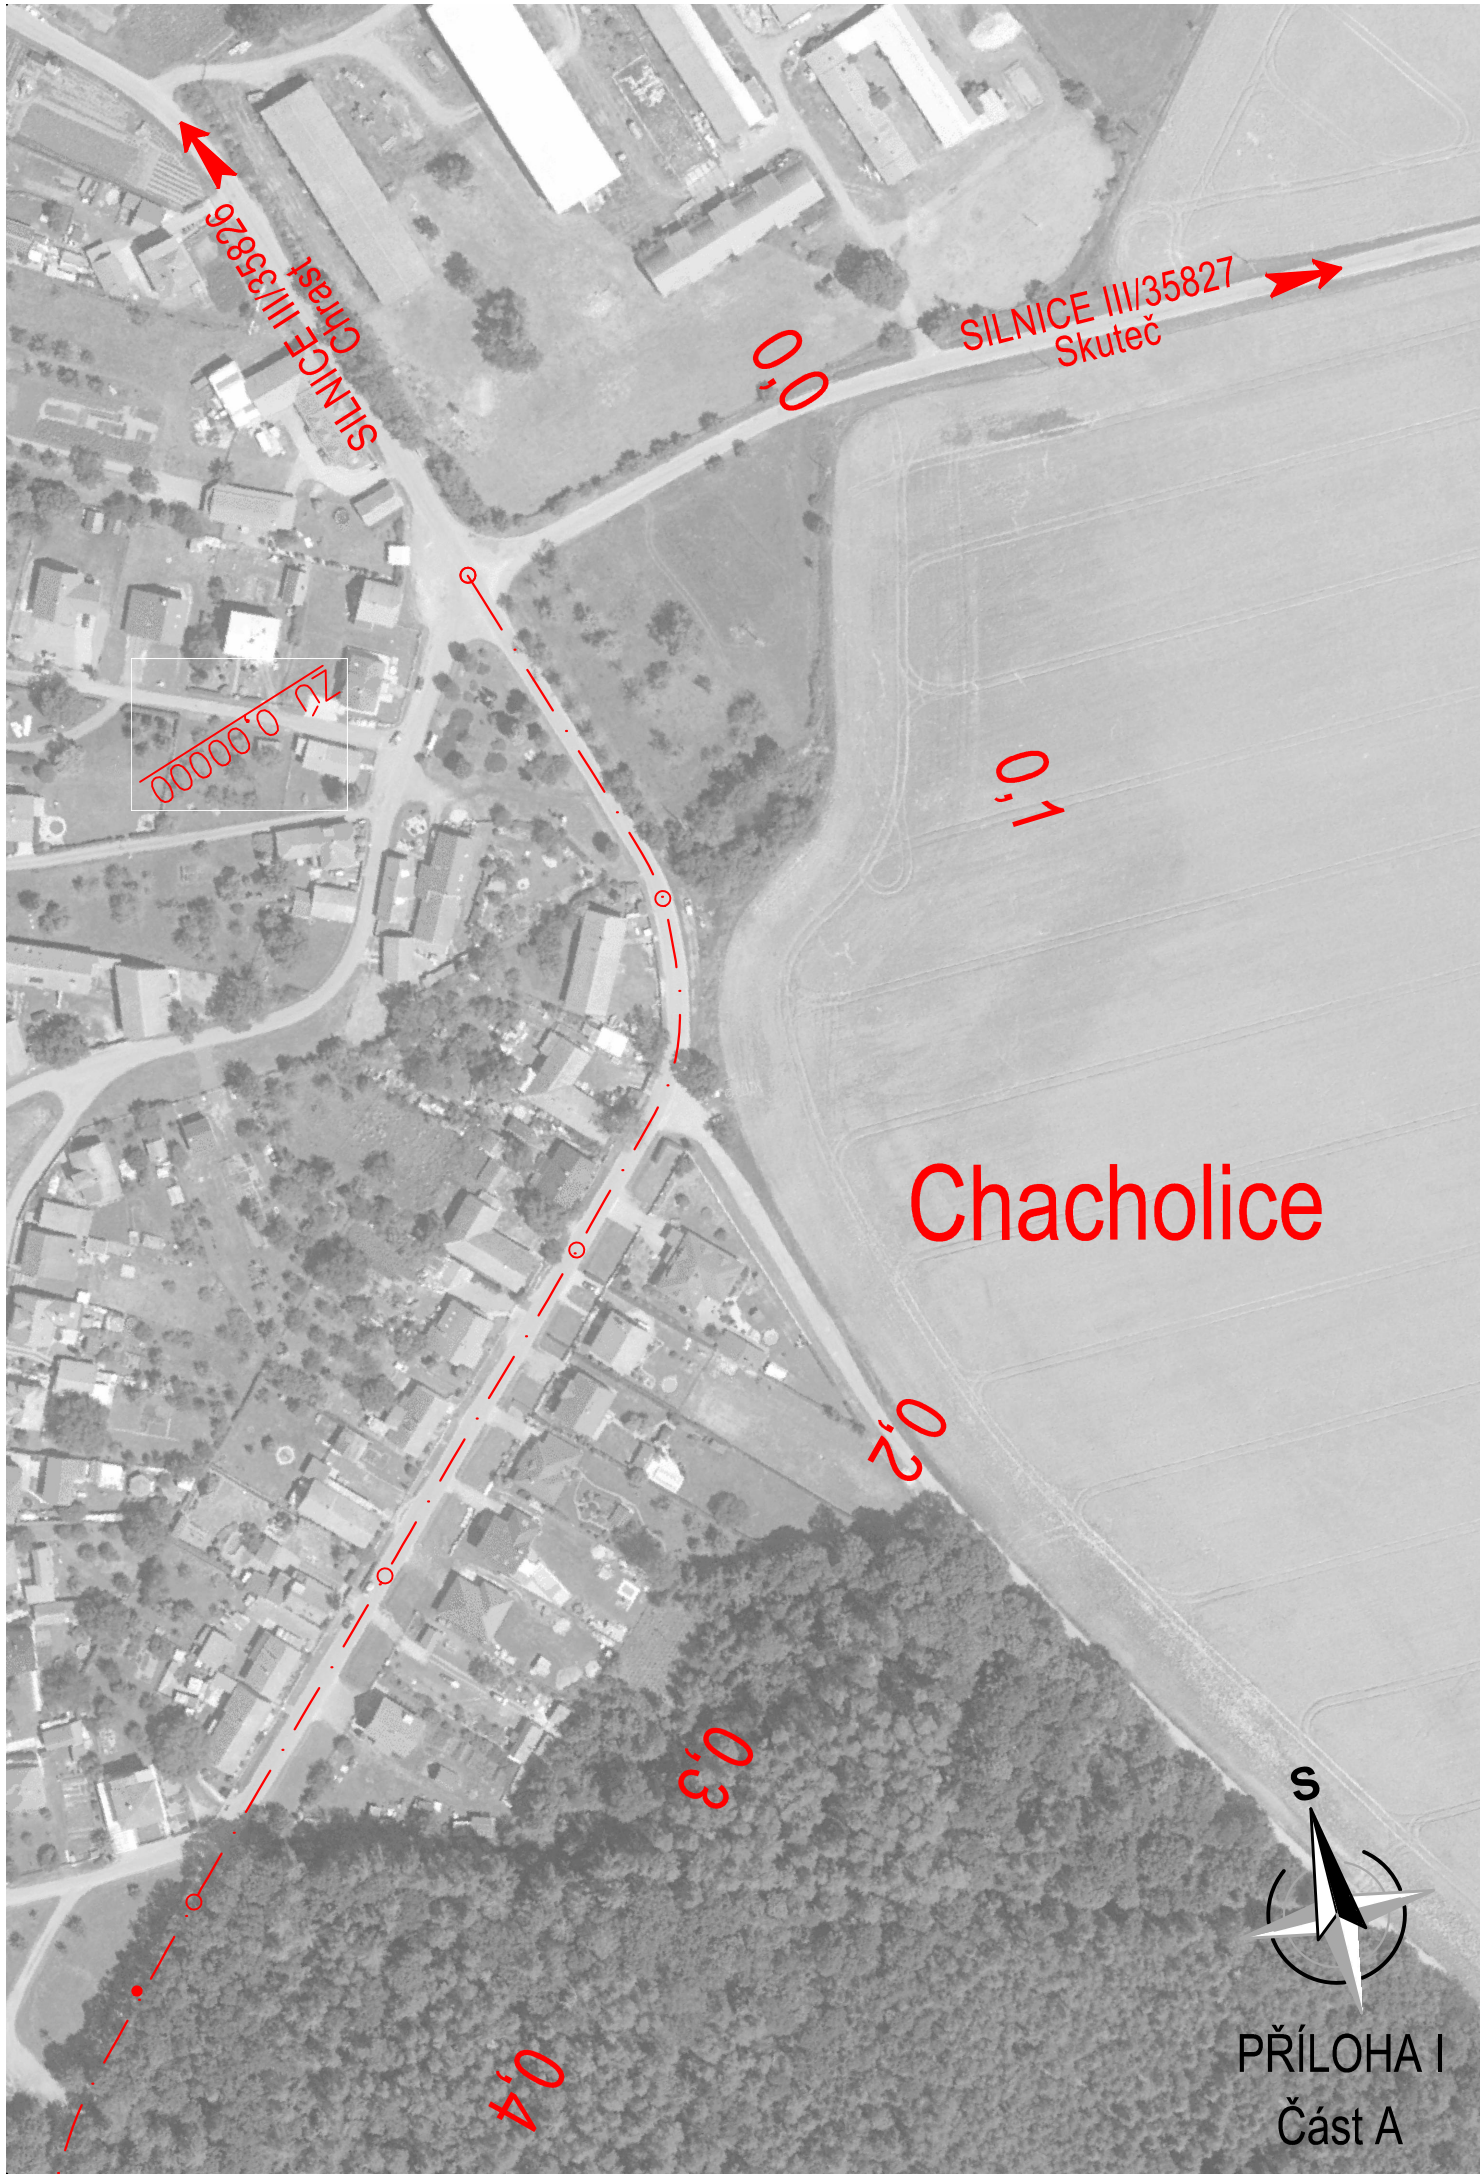 SILNICE III/35826
Chrast
SILNICE III/35827
Skuteč
0,0
ZÚ 0,00000
0,1
Chacholice
0,2
0,3
0,4
S
PŘÍLOHA I
Část A